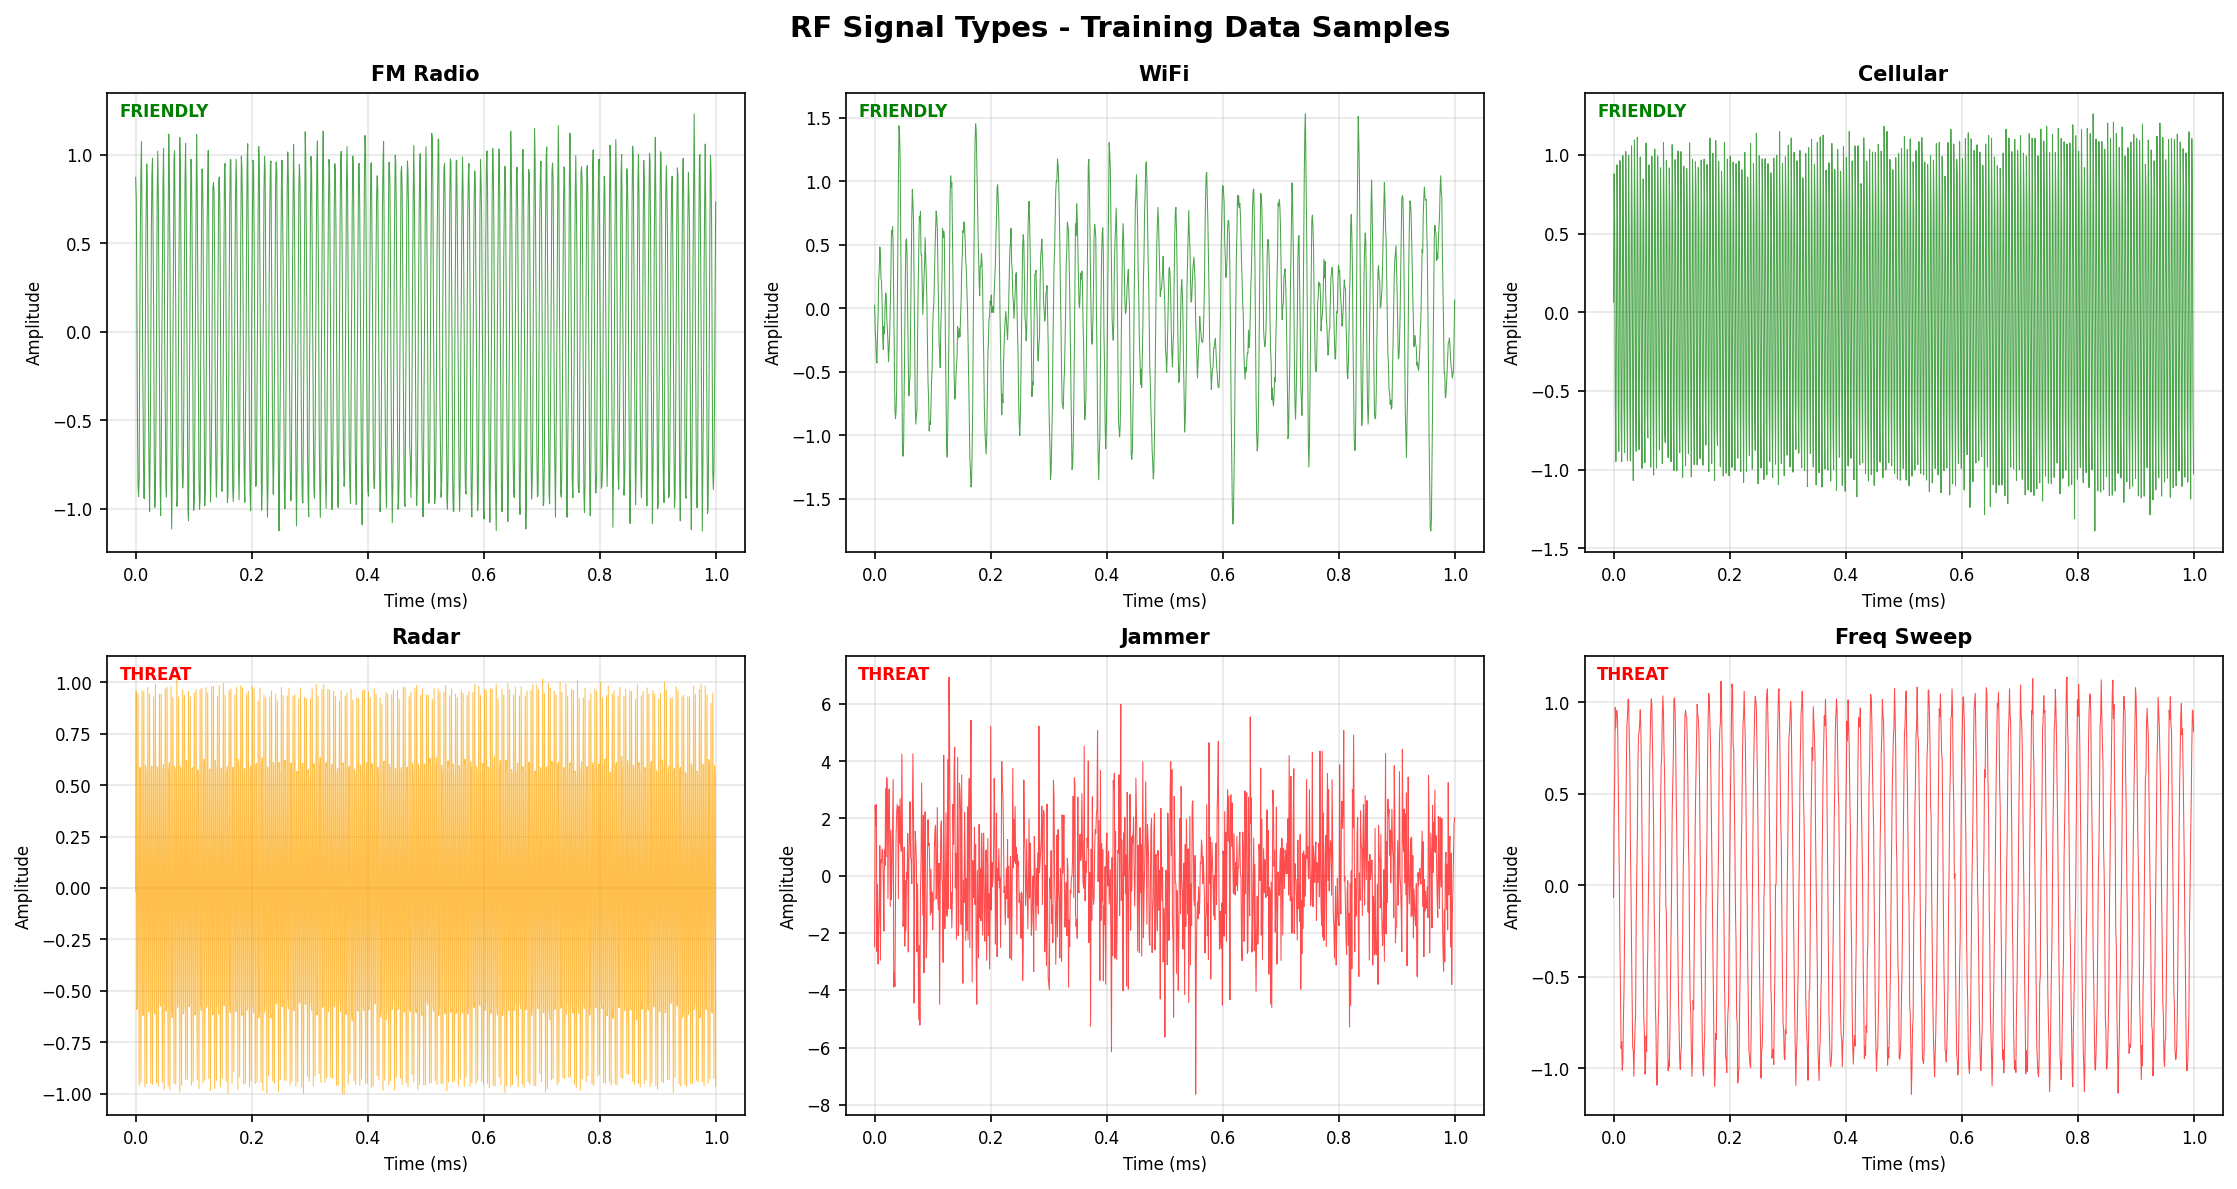 RF Signal Types - Training Data Samples
FM Radio
FRIENDLY
1.0
0.5
0.0
−0.5
−1.0
Amplitude
0.0 0.2 0.4 0.6 0.8 1.0
Time (ms)
WiFi
FRIENDLY
1.5
1.0
0.5
0.0
−0.5
−1.0
−1.5
Amplitude
0.0 0.2 0.4 0.6 0.8 1.0
Time (ms)
Cellular
FRIENDLY
1.0
0.5
0.0
−0.5
−1.0
−1.5
Amplitude
0.0 0.2 0.4 0.6 0.8 1.0
Time (ms)
Radar
THREAT
1.00
0.75
0.50
0.25
0.00
−0.25
−0.50
−0.75
−1.00
Amplitude
0.0 0.2 0.4 0.6 0.8 1.0
Time (ms)
Jammer
THREAT
6
4
2
0
−2
−4
−6
−8
Amplitude
0.0 0.2 0.4 0.6 0.8 1.0
Time (ms)
Freq Sweep
THREAT
1.0
0.5
0.0
−0.5
−1.0
Amplitude
0.0 0.2 0.4 0.6 0.8 1.0
Time (ms)